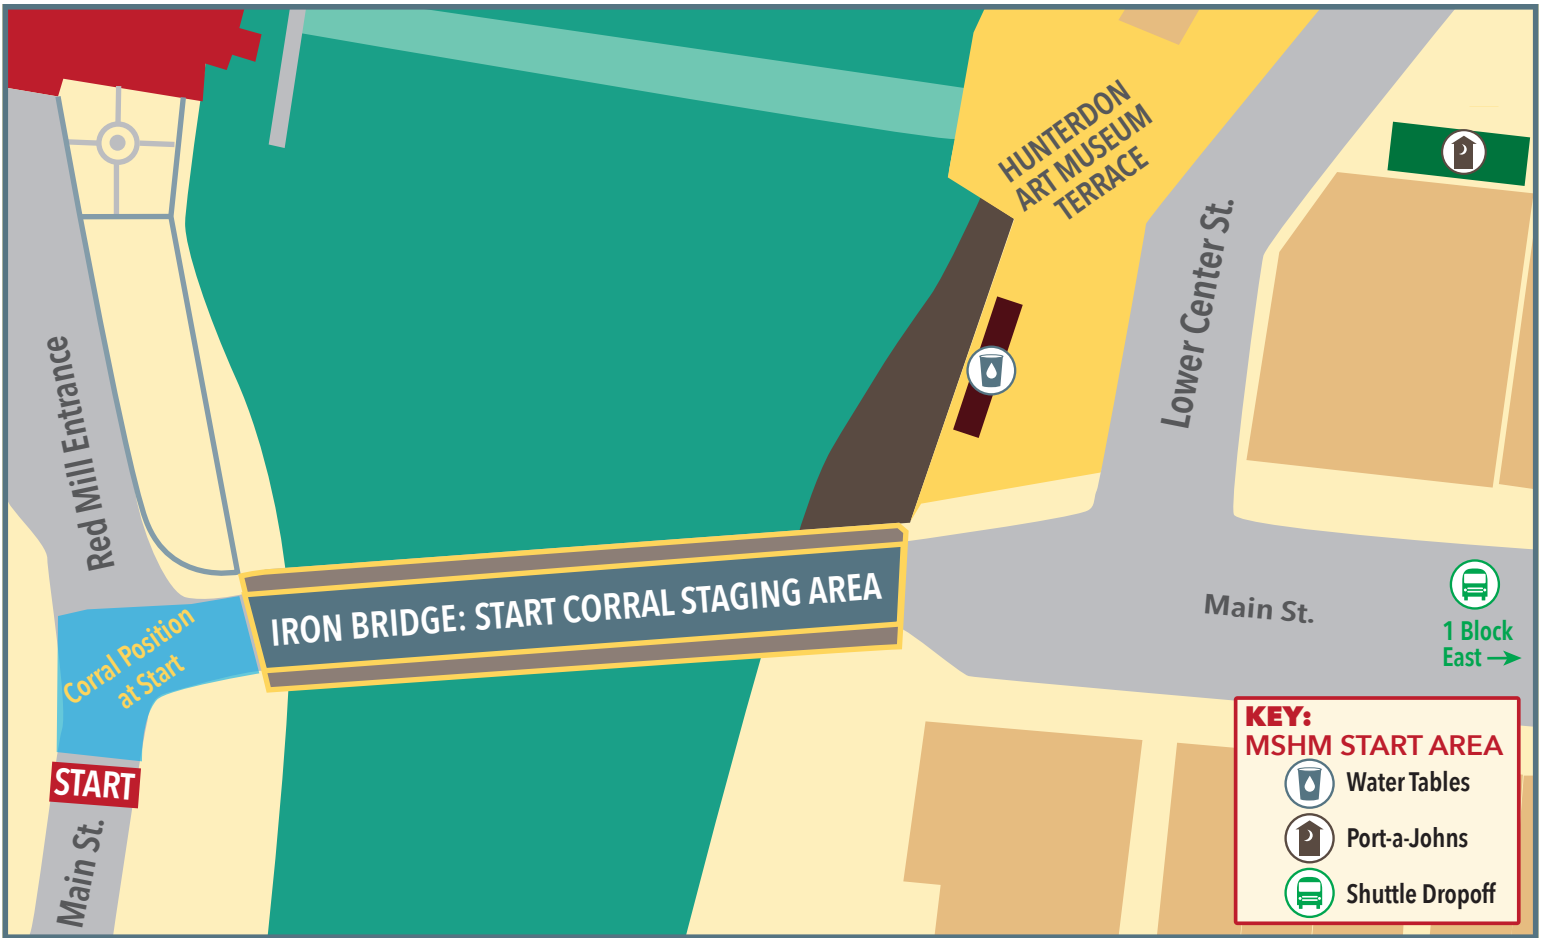 HUNTERDON
ART MUSEUM
TERRACE
Lower Center St.
Red Mill Entrance
IRON BRIDGE: START CORRAL STAGING AREA
Corral Position
at Start
START
Main St.
Main St.
1 Block
East →
KEY:
MSHM START AREA
Water Tables
Port-a-Johns
Shuttle Dropoff